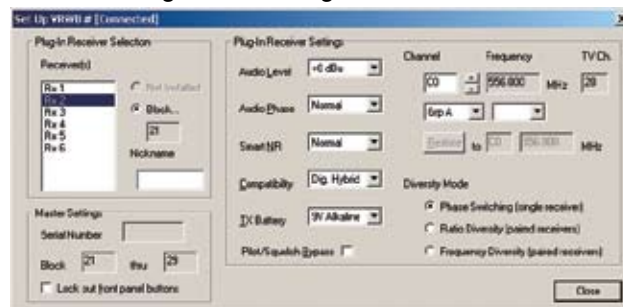 Set Up VRWB # [Connected]
Plug-In Receiver Selection
Receiver(s)
Rx 1
Rx 2
Rx 3
Rx 4
Rx 5
Rx 6
Not Installed
Block...
21
Nickname
Master Settings
Serial Number
Block 21 thru 29
Lock out front panel buttons
Plug-In Receiver Settings
Audio Level +6 dBu
Audio Phase Normal
Smart NR Normal
Compatibility Dig. Hybrid
TX Battery 9V Alkaline
Pilot/Squelch Bypass
Channel Frequency TV Ch.
C0 556.800 MHz 28
Grp A
to C0 556.800 MHz
Diversity Mode
Phase Switching (single receiver)
Ratio Diversity (paired receivers)
Frequency Diversity (paired receivers)
Close